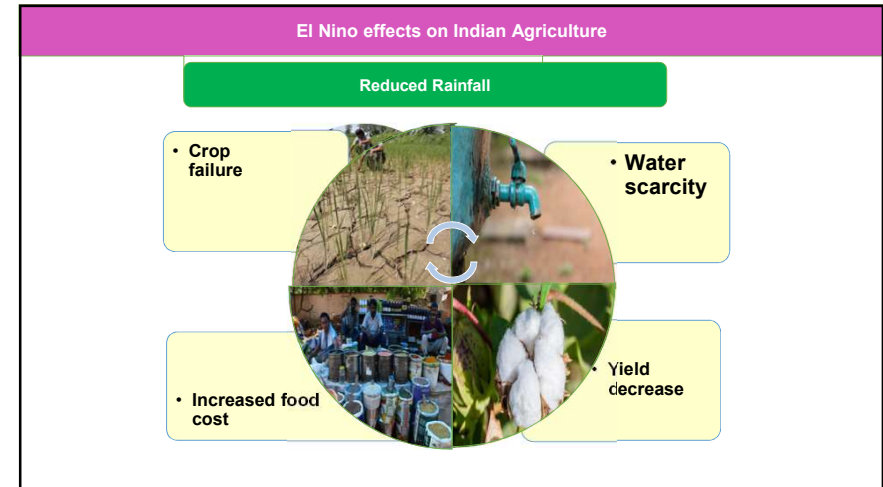 El Nino effects on Indian Agriculture
Reduced Rainfall
• Crop
failure
• Water
scarcity
• Increased food
cost
• Yield
decrease